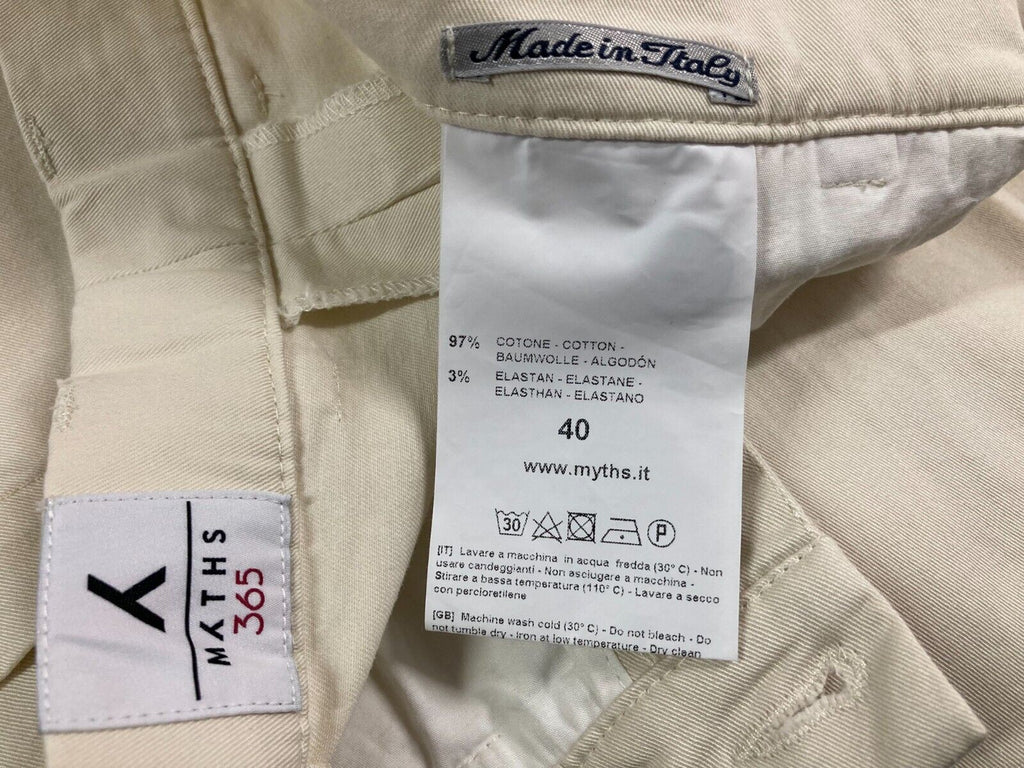 Made in Italy
97% COTONE - COTTON -
BAUMWOLLE - ALGODÓN
3% ELASTAN - ELASTANE -
ELASTHAN - ELASTANO
40
www.myths.it
30 P
[IT] Lavare a macchina in acqua fredda (30° C) - Non
usare candeggianti - Non asciugare a macchina -
Stirare a bassa temperatura (110° C) - Lavare a secco
con percloretilene
[GB] Machine wash cold (30° C) - Do not bleach - Do
not tumble dry - Iron at low temperature - Dry clean
MYTHS
365